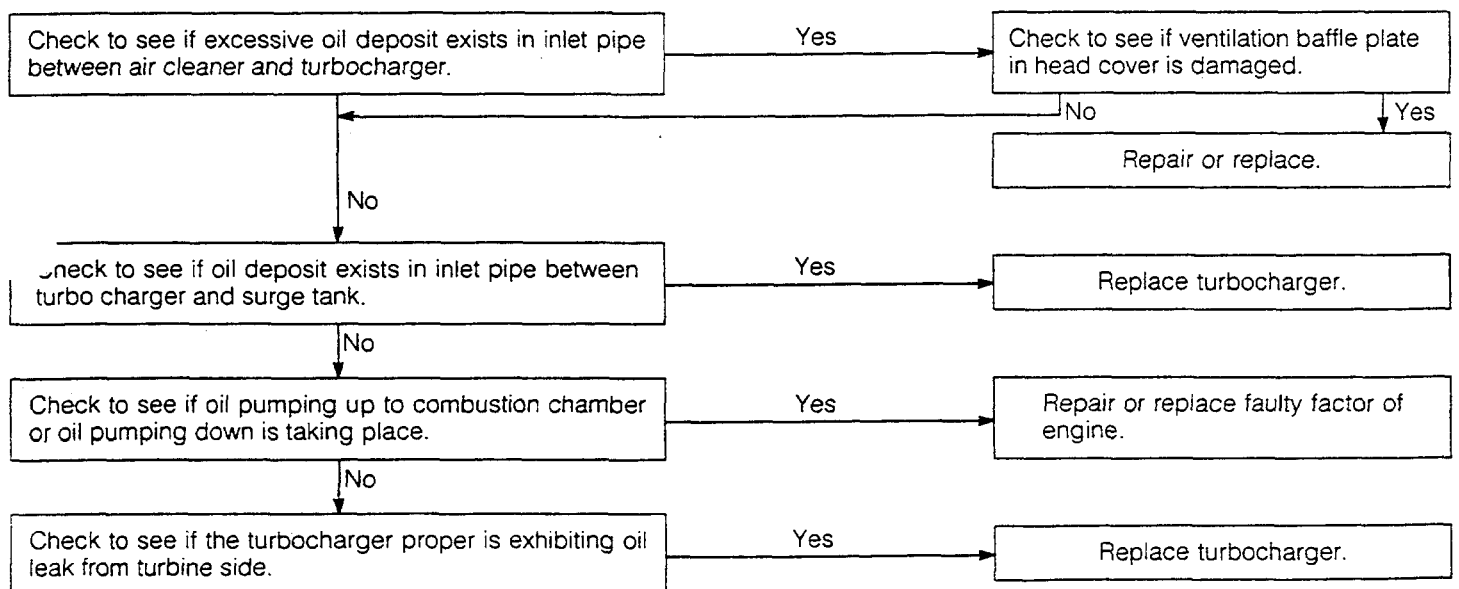 Check to see if excessive oil deposit exists in inlet pipe
between air cleaner and turbocharger.
Yes
Check to see if ventilation baffle plate
in head cover is damaged.
No
Yes
Repair or replace.
No
Check to see if oil deposit exists in inlet pipe between
turbo charger and surge tank.
Yes
Replace turbocharger.
No
Check to see if oil pumping up to combustion chamber
or oil pumping down is taking place.
Yes
Repair or replace faulty factor of
engine.
No
Check to see if the turbocharger proper is exhibiting oil
leak from turbine side.
Yes
Replace turbocharger.